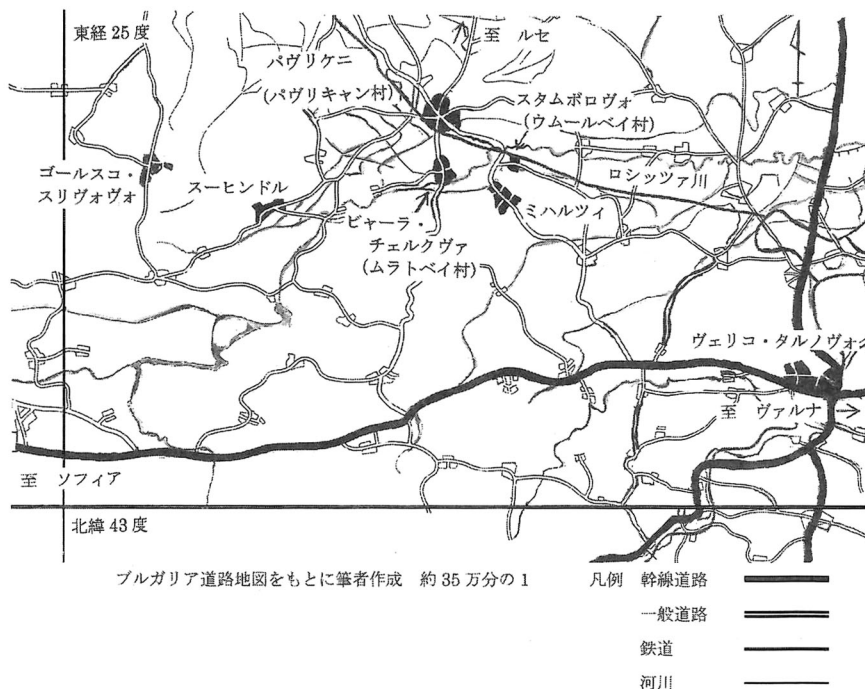 東経 25 度
至 ルセ
パヴリケニ
(パヴリキャン村)
スタムボロヴォ
(ウムールベイ村)
ゴールスコ・
スリヴォヴォ
スーヒンドル
ロシッツァ川
ビャーラ・
チェルクヴァ
(ムラトベイ村)
ミハルツィ
ヴェリコ・タルノヴォ
至 ヴァルナ
至 ソフィア
北緯 43 度
ブルガリア道路地図をもとに筆者作成 約 35 万分の 1
凡例 幹線道路
一般道路
鉄道
河川